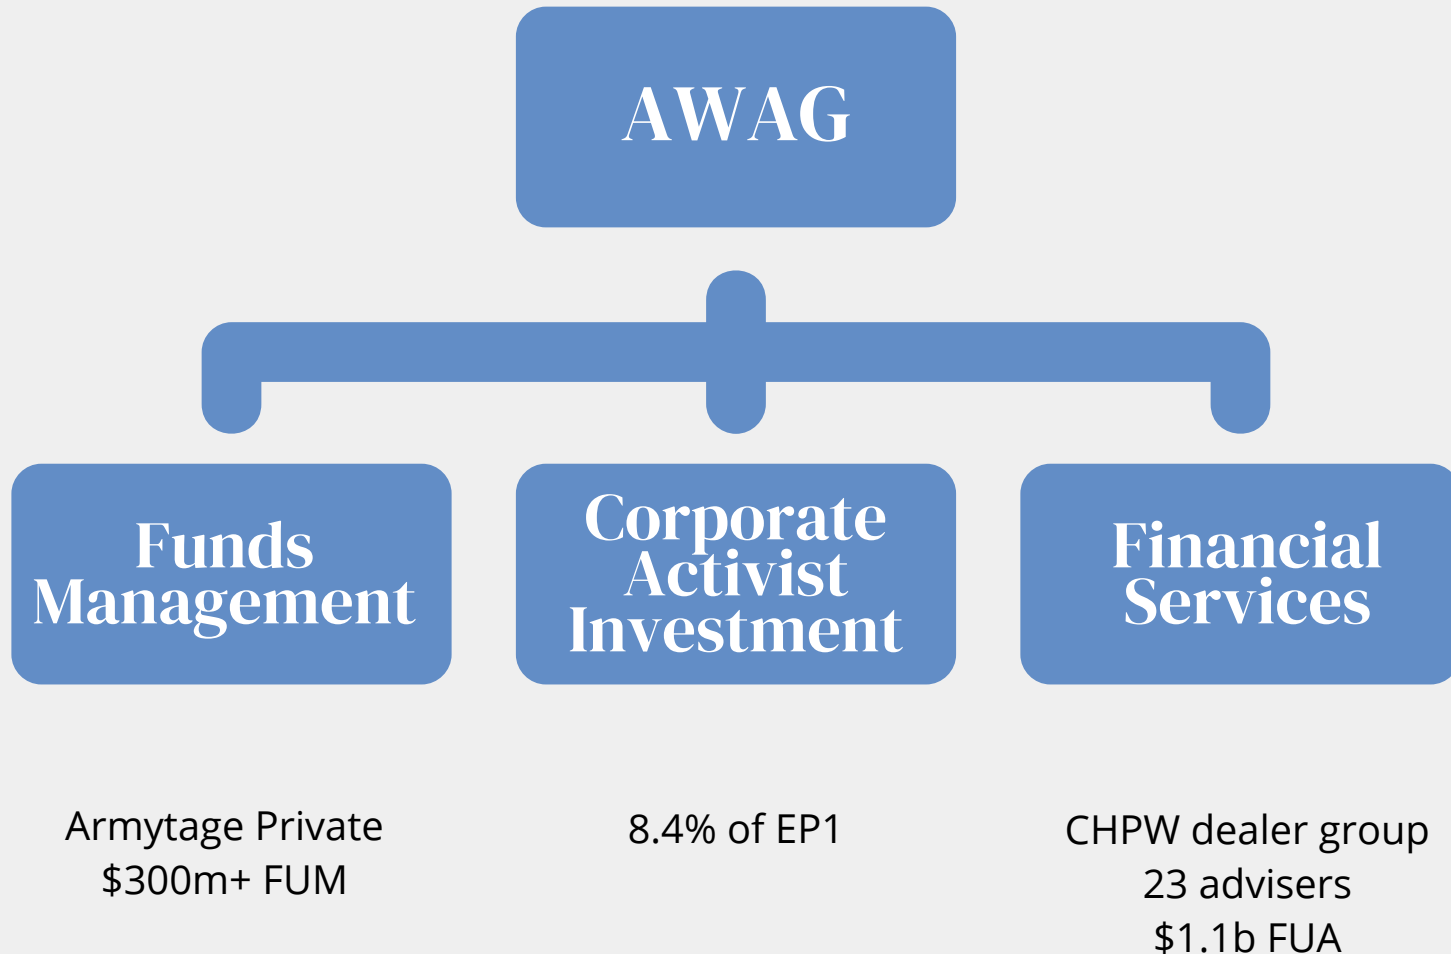 AWAG
Funds
Management
Corporate
Activist
Investment
Financial
Services
Armytage Private
$300m+ FUM
8.4% of EP1
CHPW dealer group
23 advisers
$1.1b FUA